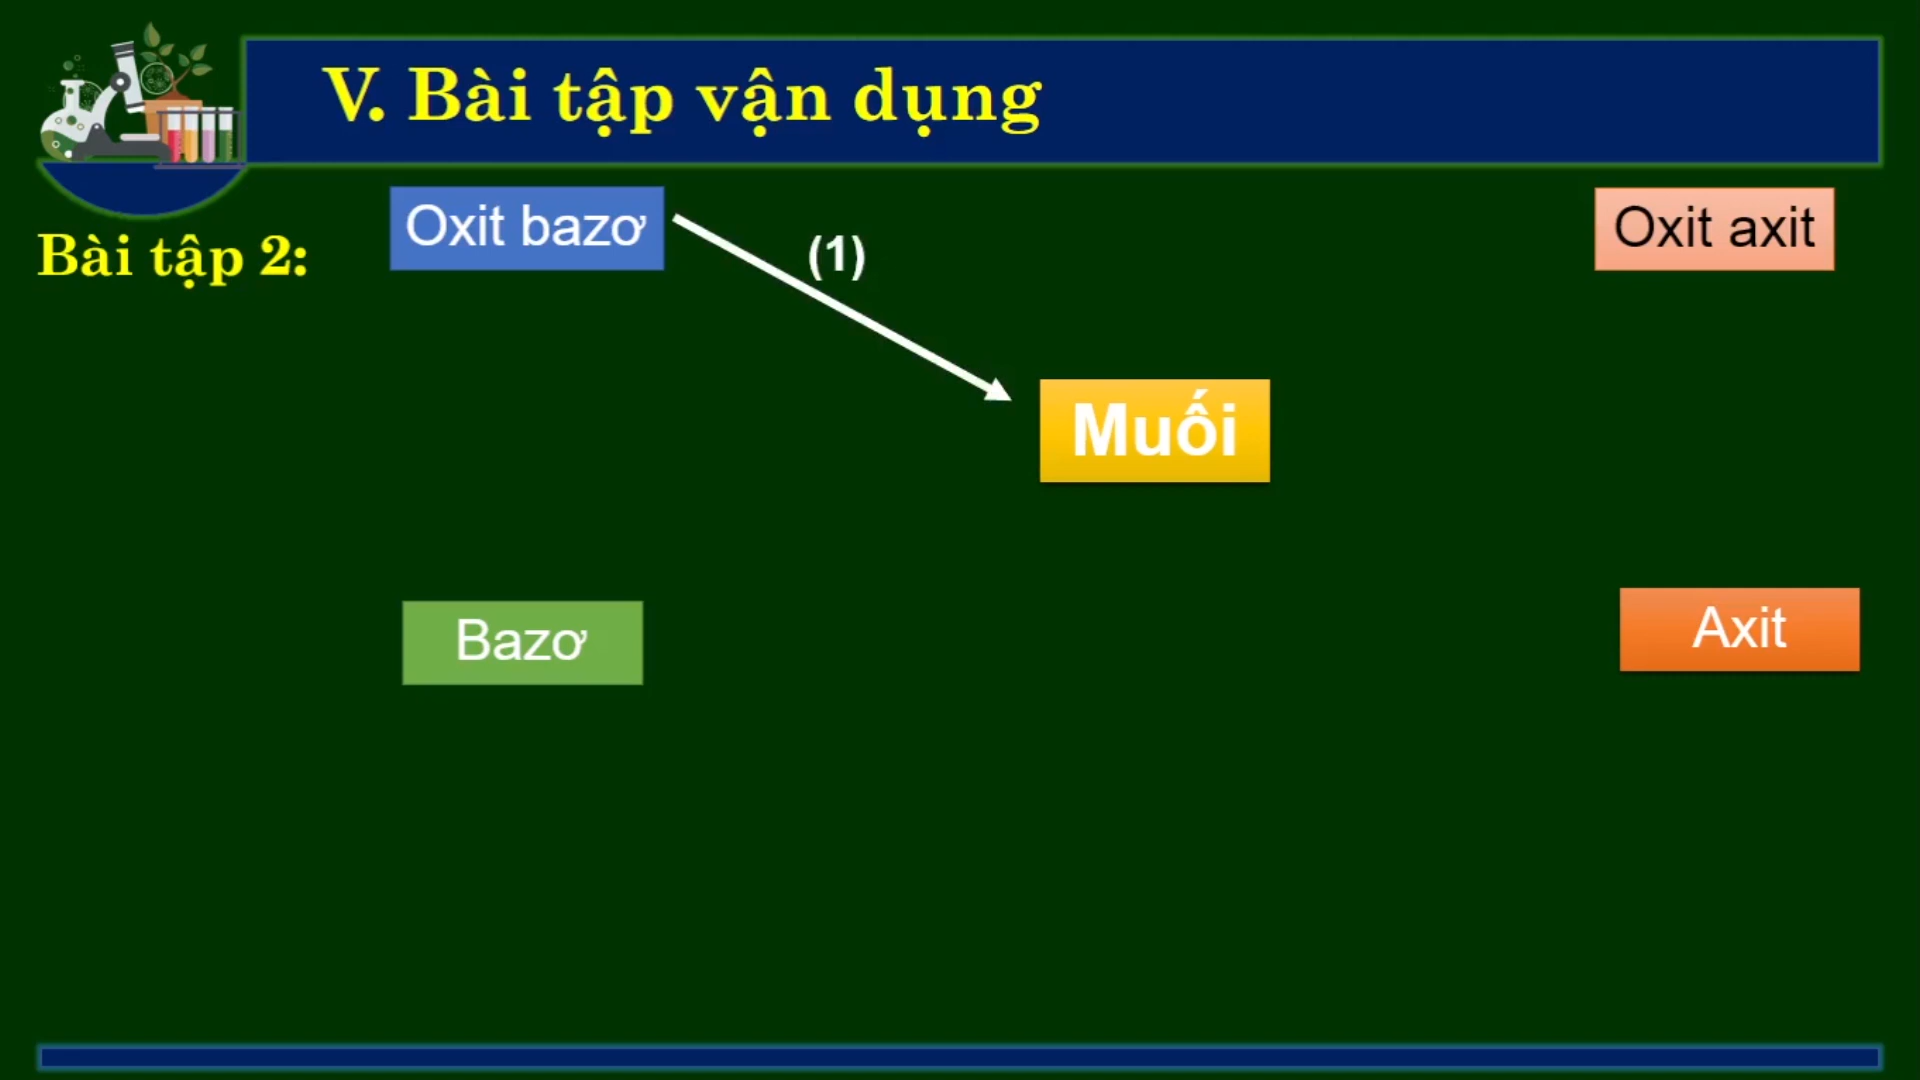 V. Bài tập vận dụng
Bài tập 2:
Oxit bazơ
(1)
Oxit axit
Muối
Bazơ
Axit